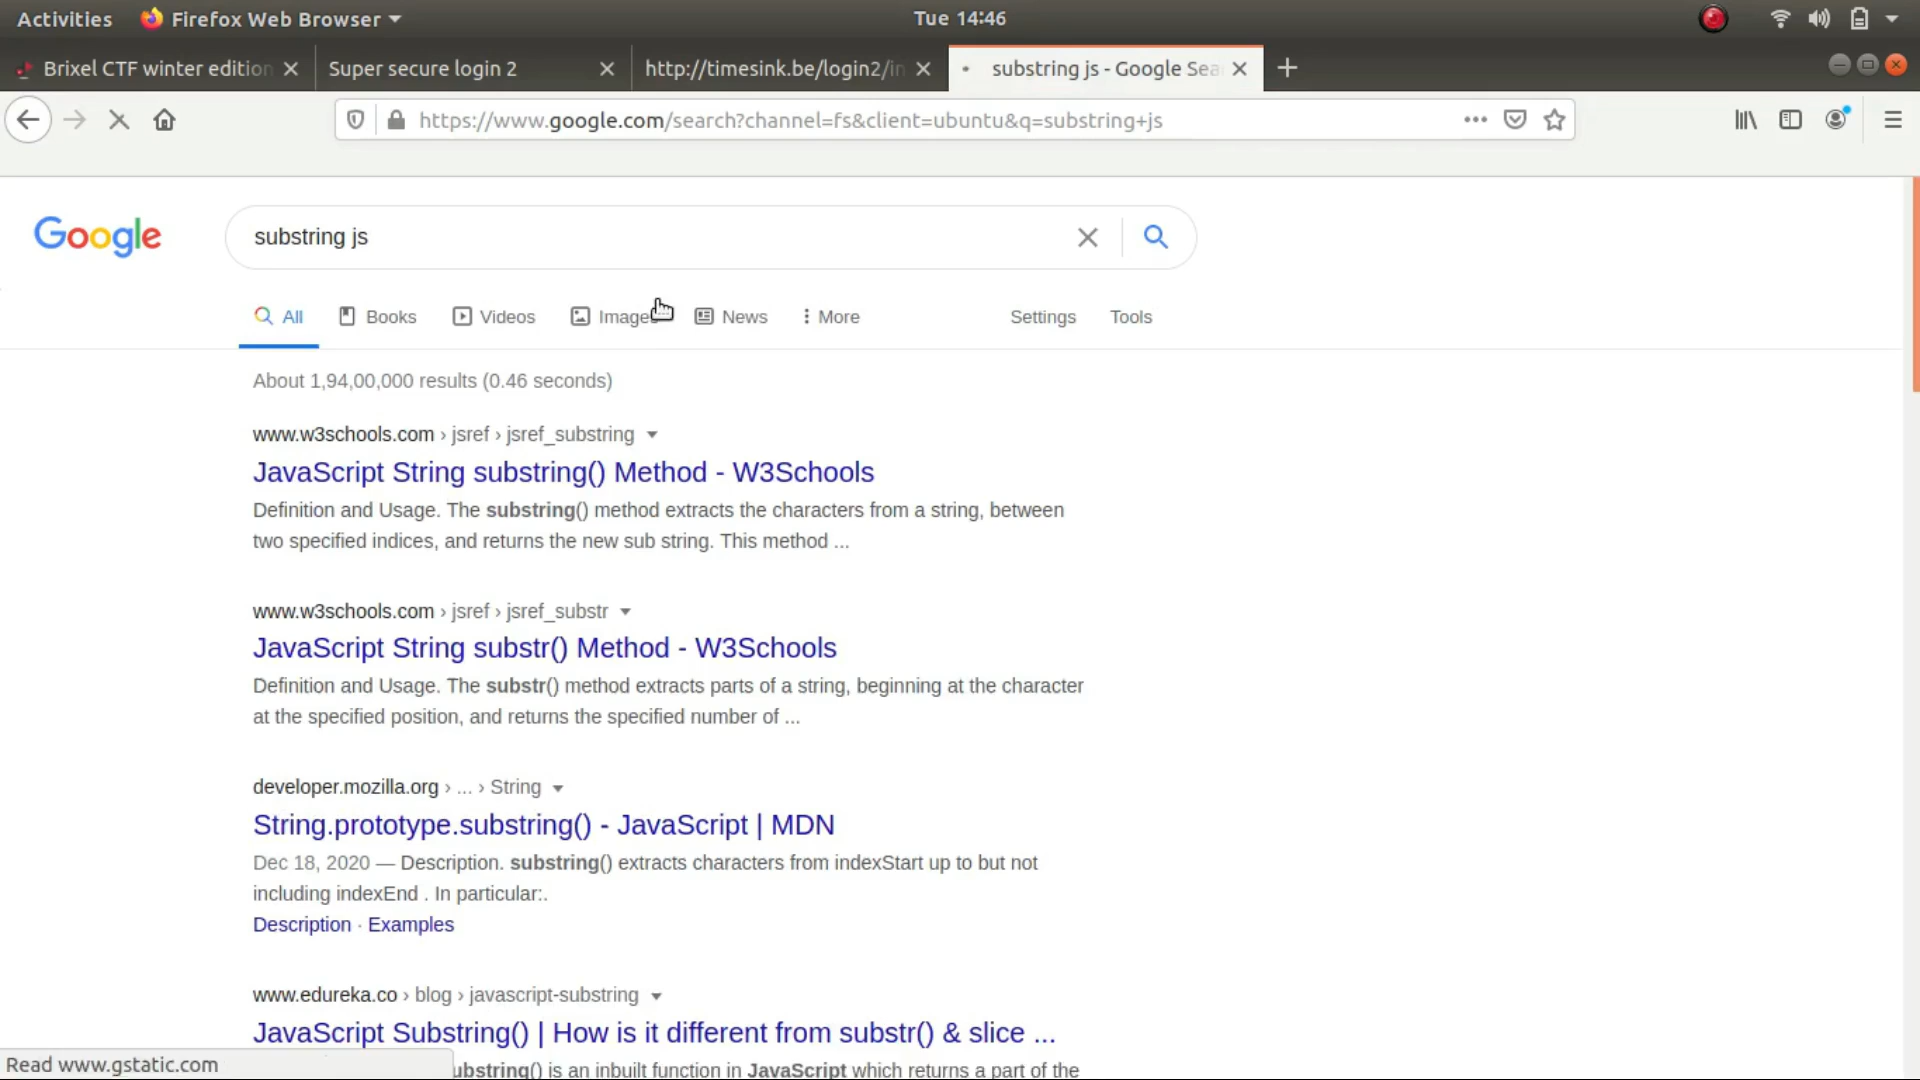 Activities Firefox Web Browser Tue 14:46
Brixel CTF winter edition Super secure login 2 http://timesink.be/login2/in substring js - Google Sea
https://www.google.com/search?channel=fs&client=ubuntu&q=substring+js
Google substring js
All Books Videos Images News More Settings Tools
About 1,94,00,000 results (0.46 seconds)
www.w3schools.com › jsref › jsref_substring
JavaScript String substring() Method - W3Schools
Definition and Usage. The substring() method extracts the characters from a string, between
two specified indices, and returns the new sub string. This method ...
www.w3schools.com › jsref › jsref_substr
JavaScript String substr() Method - W3Schools
Definition and Usage. The substr() method extracts parts of a string, beginning at the character
at the specified position, and returns the specified number of ...
developer.mozilla.org › ... › String
String.prototype.substring() - JavaScript | MDN
Dec 18, 2020 — Description. substring() extracts characters from indexStart up to but not
including indexEnd . In particular:.
Description · Examples
www.edureka.co › blog › javascript-substring
JavaScript Substring() | How is it different from substr() & slice ...
Read www.gstatic.com
ubstring() is an inbuilt function in JavaScript which returns a part of the